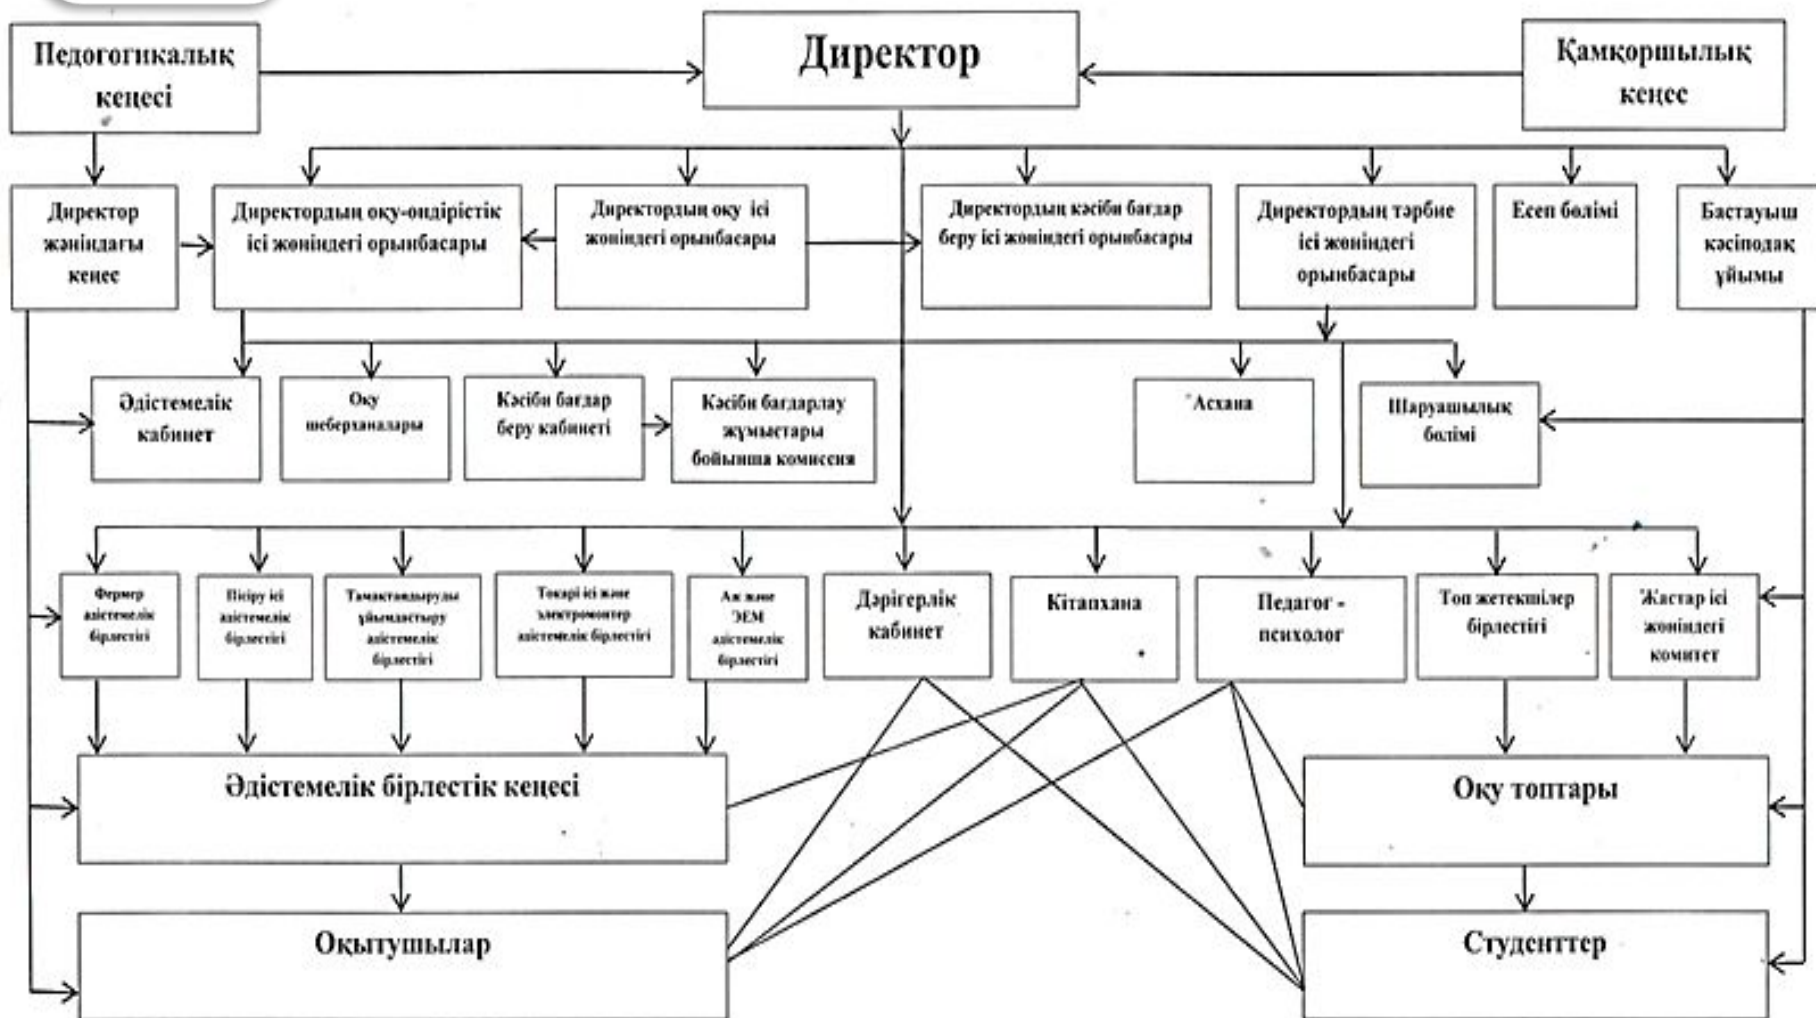 Педогогикалық
кеңесі
Директор
Қамқоршылық
кеңес
Директор
жәніндағы
кеңес
Директордың оқу-өндірістік
ісі жөніндегі орынбасары
Директордың оқу ісі
жөніндегі орынбасары
Директордың кәсіби бағдар
беру ісі жөніндегі орынбасары
Директордың тәрбие
ісі жөніндегі
орынбасары
Есеп бөлімі
Бастауыш
кәсіподақ
ұйымы
Әдістемелік
кабинет
Оқу
шеберханалары
Кәсіби бағдар
беру кабинеті
Кәсіби бағдарлау
жұмыстары
бойынша комиссия
Асхана
Шаруашылық
бөлімі
Фермер
әдістемелік
бірлестігі
Пісіру ісі
әдістемелік
бірлестігі
Тамақтандыруды
ұйымдастыру
әдістемелік
бірлестігі
Токарі ісі және
электромонтер
әдістемелік бірлестігі
Аж және
ЭЕМ
әдістемелік
бірлестігі
Дәрігерлік
кабинет
Кітапхана
Педагог -
психолог
Топ жетекшілер
бірлестігі
Жастар ісі
жөніндегі
комитет
Әдістемелік бірлестік кеңесі
Оқу топтары
Оқытушылар
Студенттер